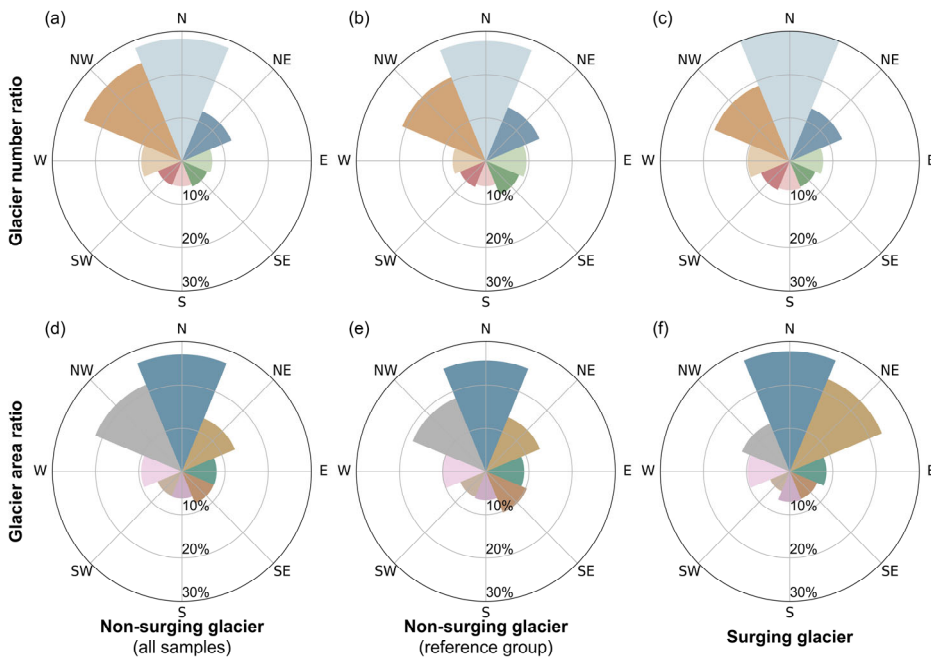 (a)
N
NW
NE
W
E
10%
20%
SW
SE
30%
S
(b)
N
NW
NE
W
E
10%
20%
SW
SE
30%
S
(c)
N
NW
NE
W
E
10%
20%
SW
SE
30%
S
Glacier number ratio
(d)
N
NW
NE
W
E
10%
20%
SW
SE
30%
S
(e)
N
NW
NE
W
E
10%
20%
SW
SE
30%
S
(f)
N
NW
NE
W
E
10%
20%
SW
SE
30%
S
Glacier area ratio
Non-surging glacier
(all samples)
Non-surging glacier
(reference group)
Surging glacier